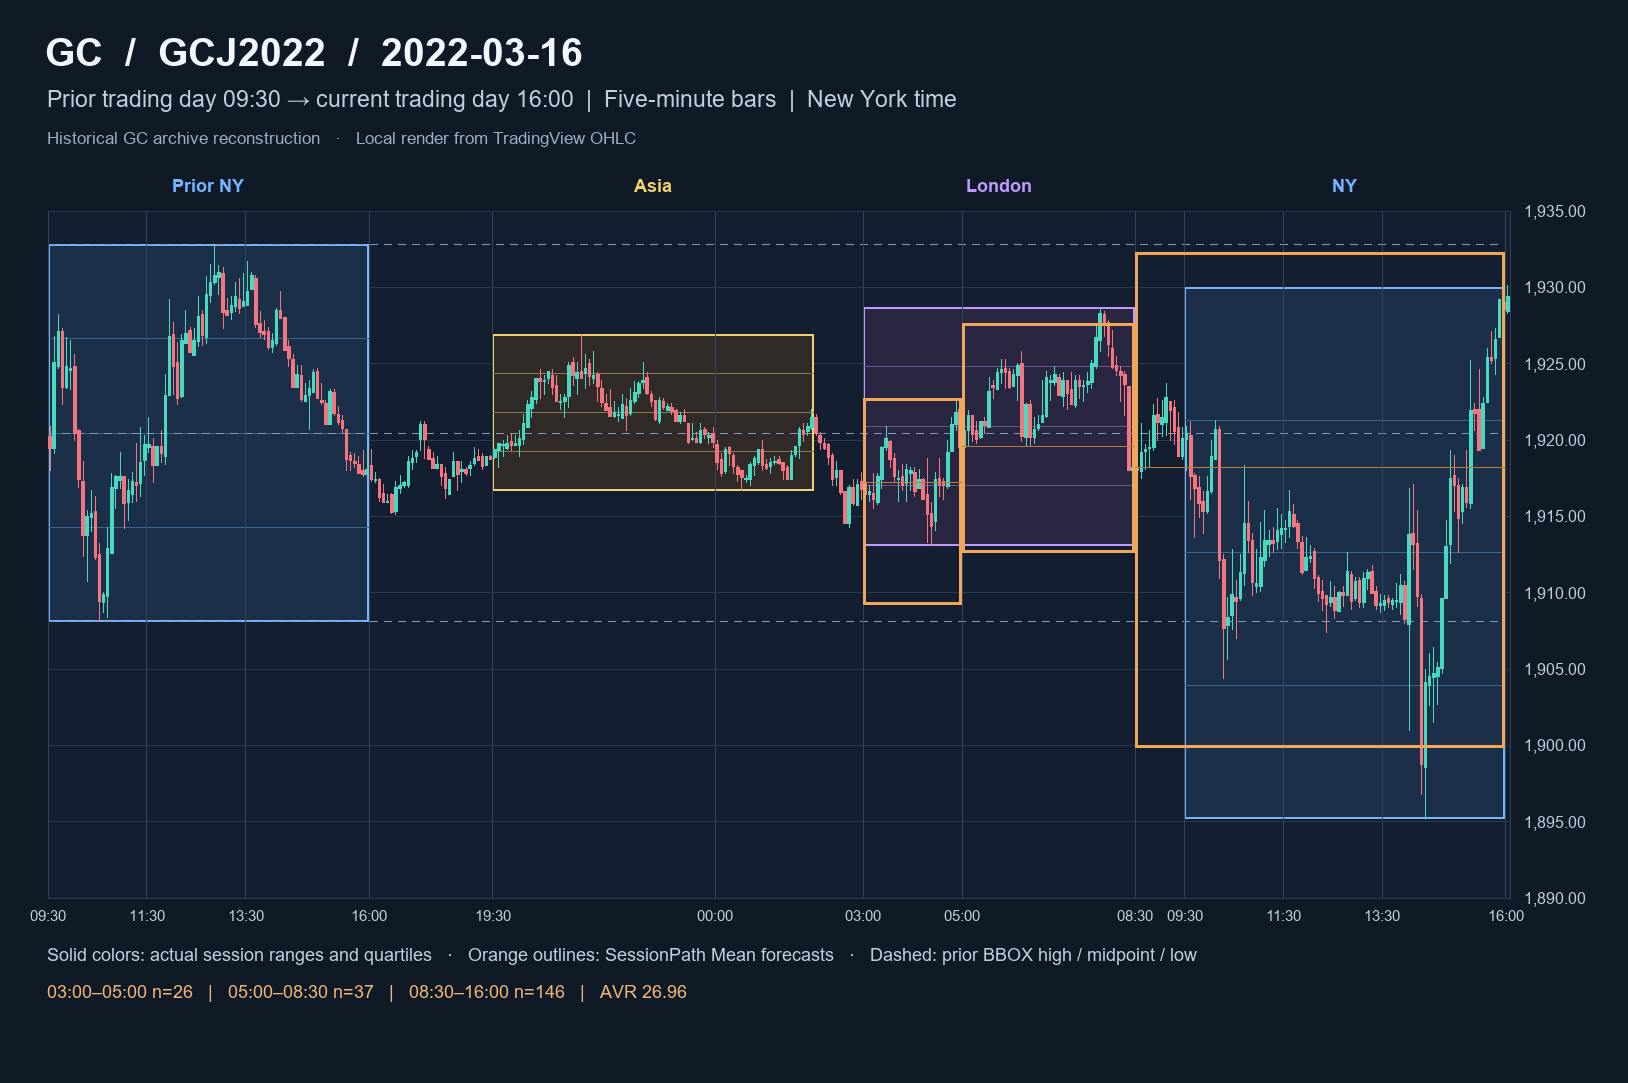 GC / GCJ2022 / 2022-03-16
Prior trading day 09:30 → current trading day 16:00 | Five-minute bars | New York time
Historical GC archive reconstruction · Local render from TradingView OHLC
Prior NY Asia London NY
1,935.00
1,930.00
1,925.00
1,920.00
1,915.00
1,910.00
1,905.00
1,900.00
1,895.00
1,890.00
09:30 11:30 13:30 16:00 19:30 00:00 03:00 05:00 08:30 09:30 11:30 13:30 16:00
Solid colors: actual session ranges and quartiles · Orange outlines: SessionPath Mean forecasts · Dashed: prior BBOX high / midpoint / low
03:00–05:00 n=26 | 05:00–08:30 n=37 | 08:30–16:00 n=146 | AVR 26.96